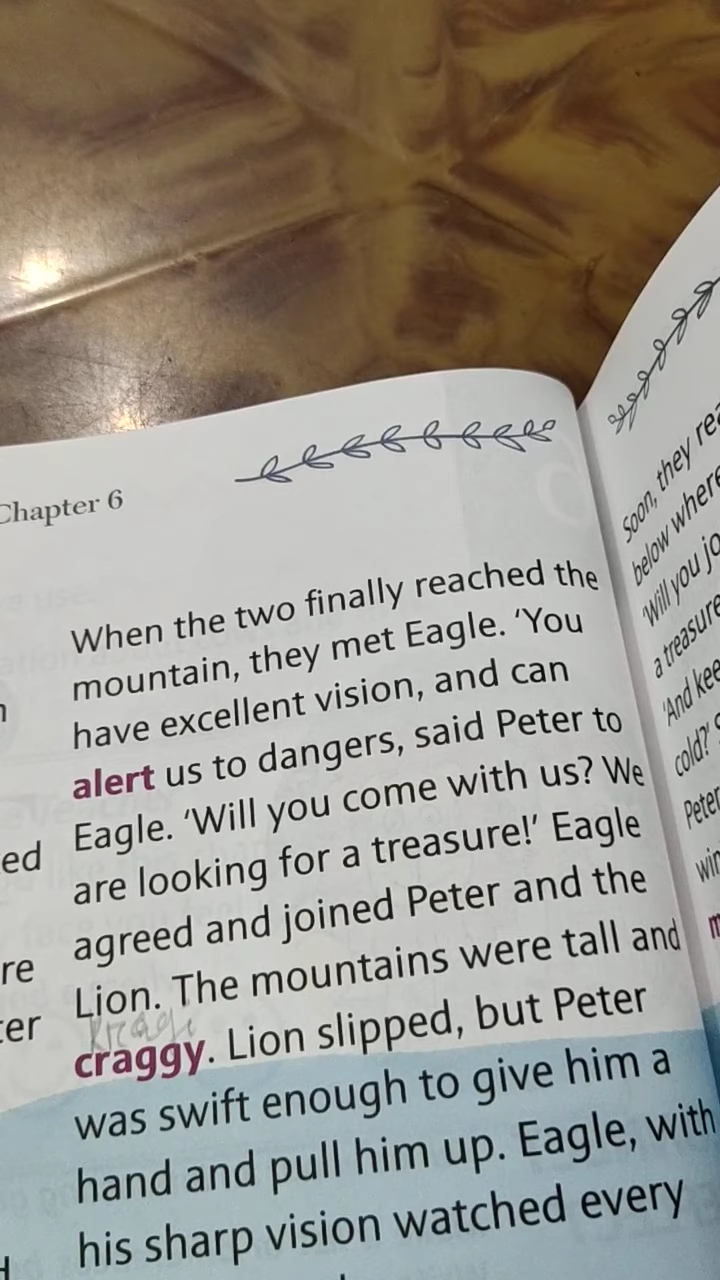 Chapter 6
When the two finally reached the
mountain, they met Eagle. ‘You
have excellent vision, and can
alert us to dangers, said Peter to
Eagle. ‘Will you come with us? We
are looking for a treasure!’ Eagle
agreed and joined Peter and the
Lion. The mountains were tall and
craggy. Lion slipped, but Peter
was swift enough to give him a
hand and pull him up. Eagle, with
his sharp vision watched every
Soon, they
below where
‘Will you
a treasure
‘And
cold?’
Peter